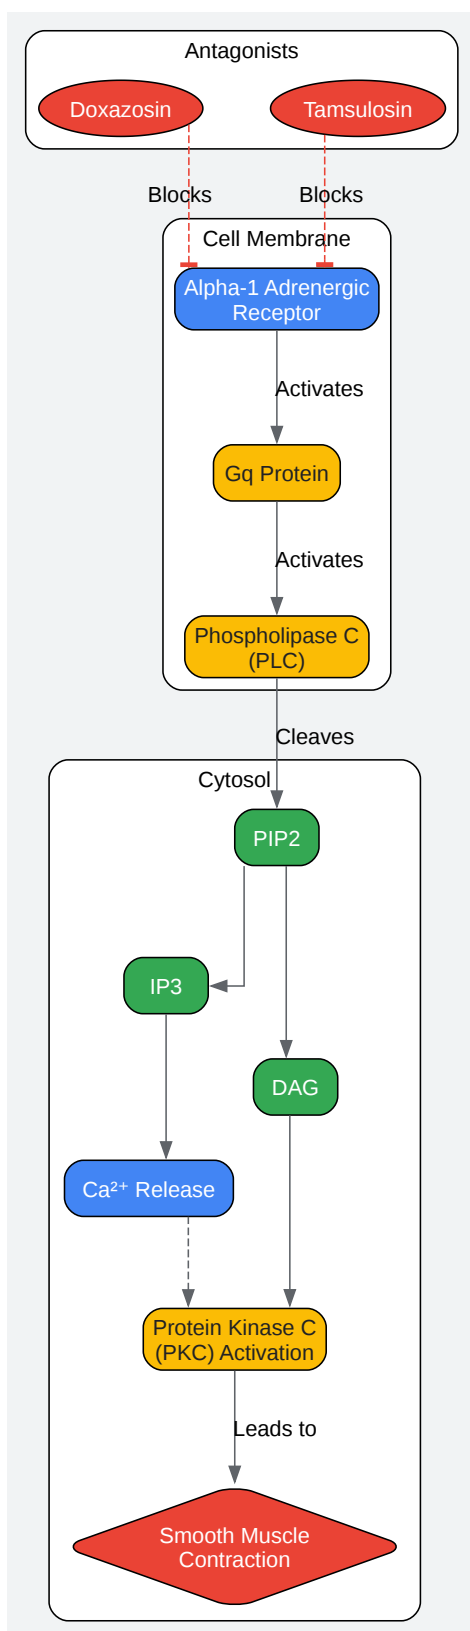 Antagonists
Doxazosin
Tamsulosin
Blocks
Blocks
Cell Membrane
Alpha-1 Adrenergic
Receptor
Activates
Gq Protein
Activates
Phospholipase C
(PLC)
Cleaves
Cytosol
PIP2
IP3
DAG
Ca²⁺ Release
Protein Kinase C
(PKC) Activation
Leads to
Smooth Muscle
Contraction